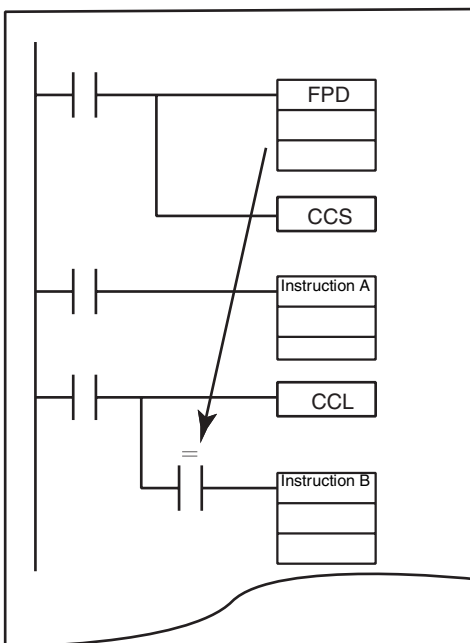 FPD
CCS
Instruction A
CCL
=
Instruction B